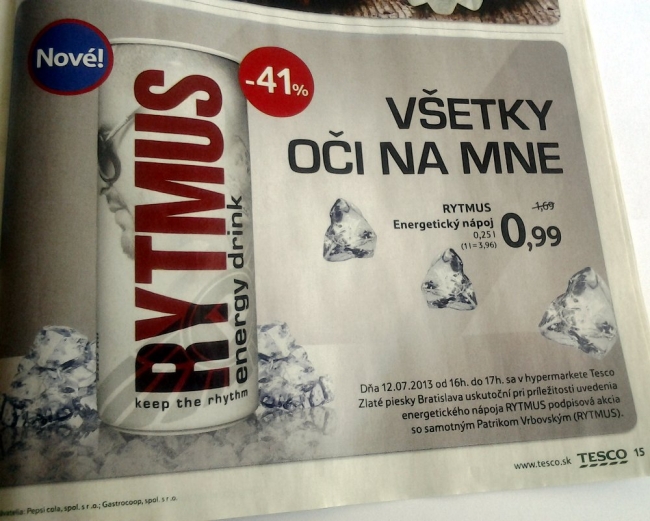 Nové!
-41%
RYTMUS
energy drink
keep the rhythm
VŠETKY
OČI NA MNE
RYTMUS
Energetický nápoj
0,25 l
(1 l = 3,96)
1,69
0,99
Dňa 12.07.2013 od 16h. do 17h. sa v hypermarkete Tesco
Zlaté piesky Bratislava uskutoční pri príležitosti uvedenia
energetického nápoja RYTMUS podpisová akcia
so samotným Patrikom Vrbovským (RYTMUS).
www.tesco.sk TESCO 15
Pepsi cola, spol. s r.o.; Gastrocoop, spol. s r.o.